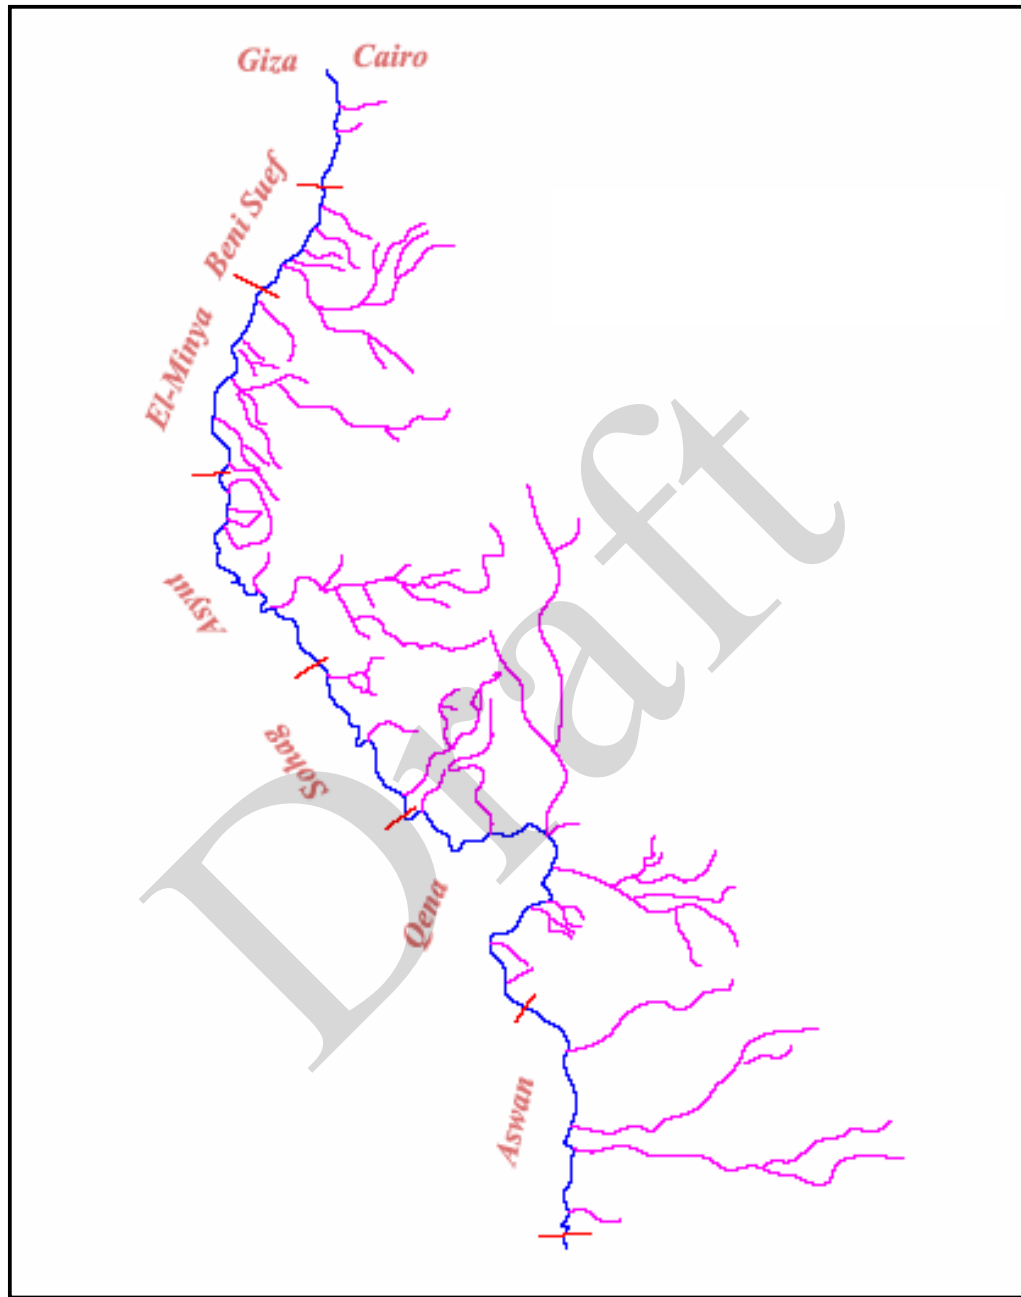 Giza
Cairo
Beni Suef
El-Minya
Asyut
Sohag
Qena
Aswan
Draft